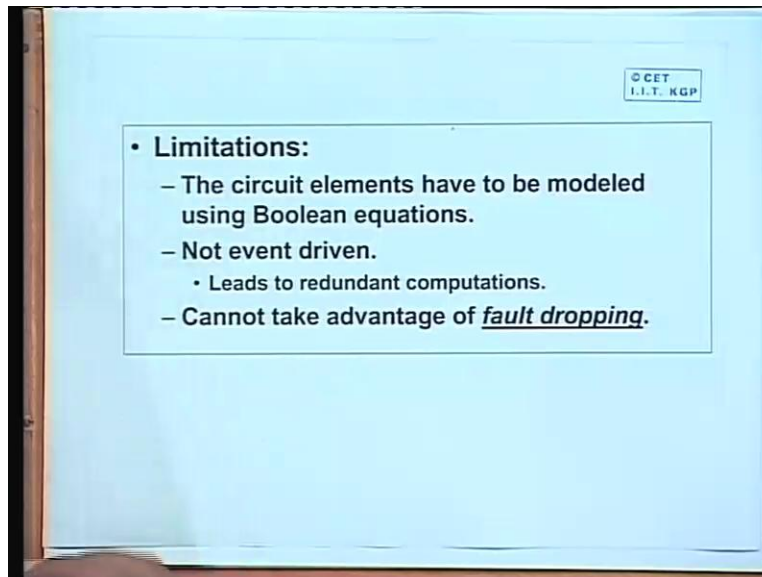 © CET
I.I.T. KGP
• Limitations:
– The circuit elements have to be modeled
using Boolean equations.
– Not event driven.
• Leads to redundant computations.
– Cannot take advantage of fault dropping.